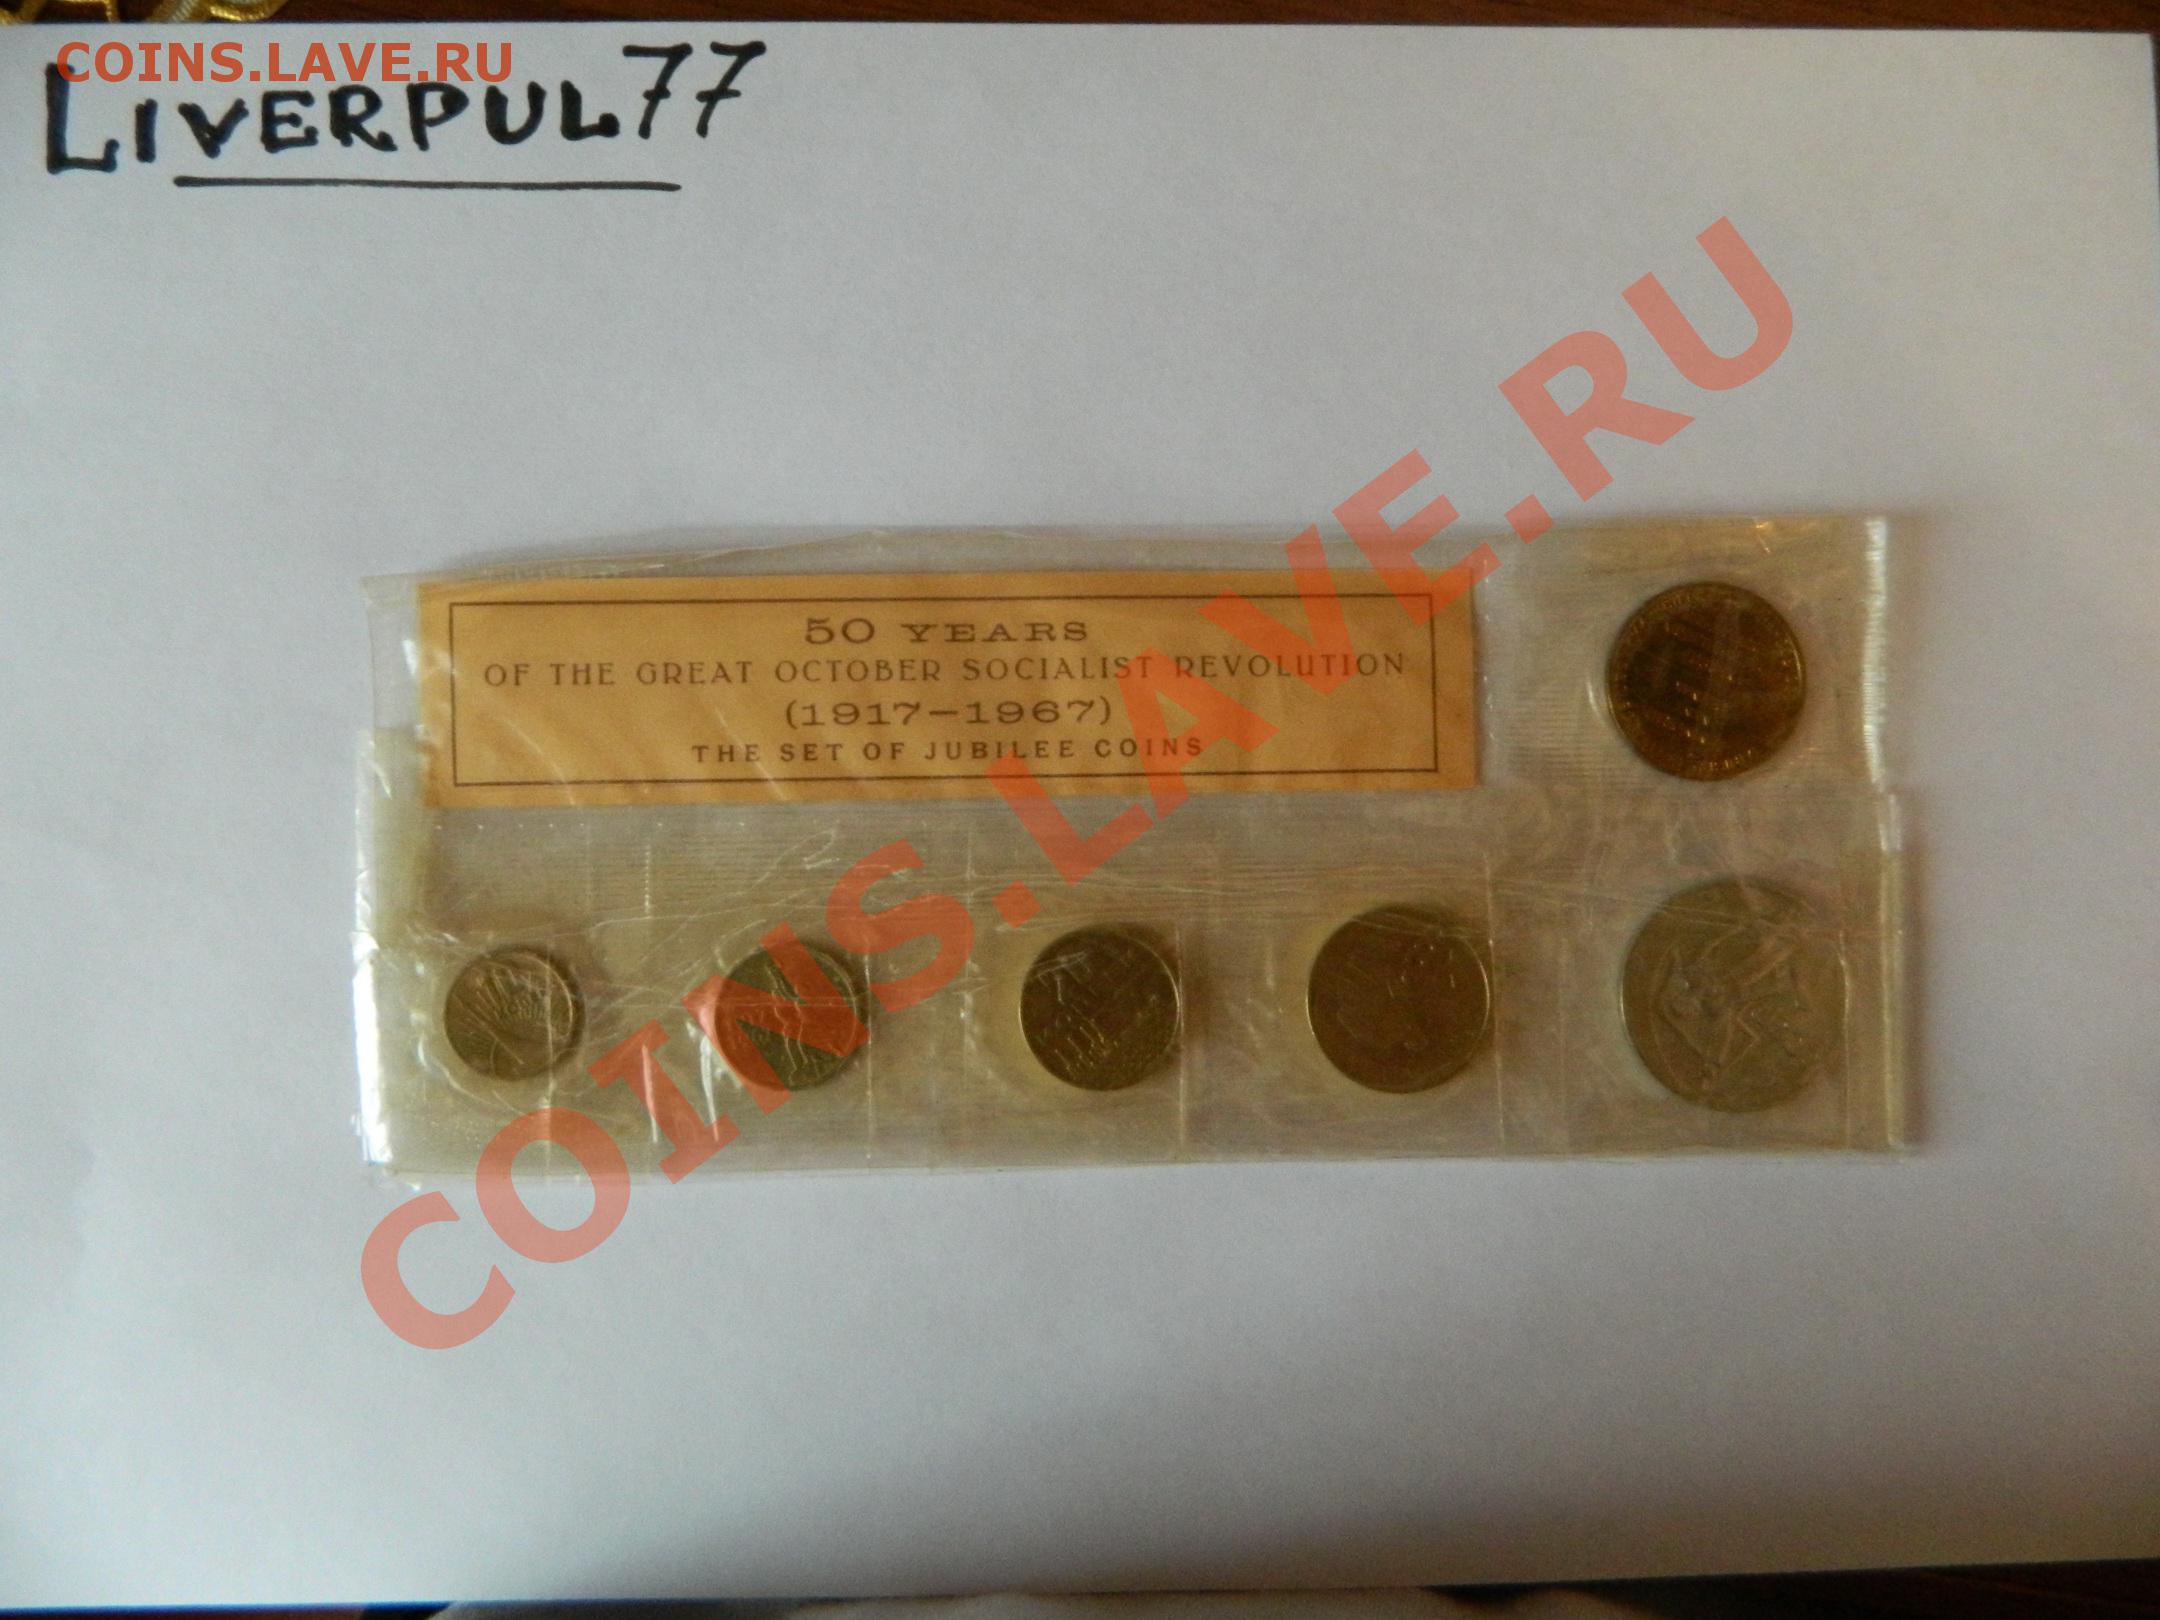 COINS.LAVE.RU
LIVERPUL77
50 YEARS
OF THE GREAT OCTOBER SOCIALIST REVOLUTION
(1917-1967)
THE SET OF JUBILEE COINS
COINS.LAVE.RU